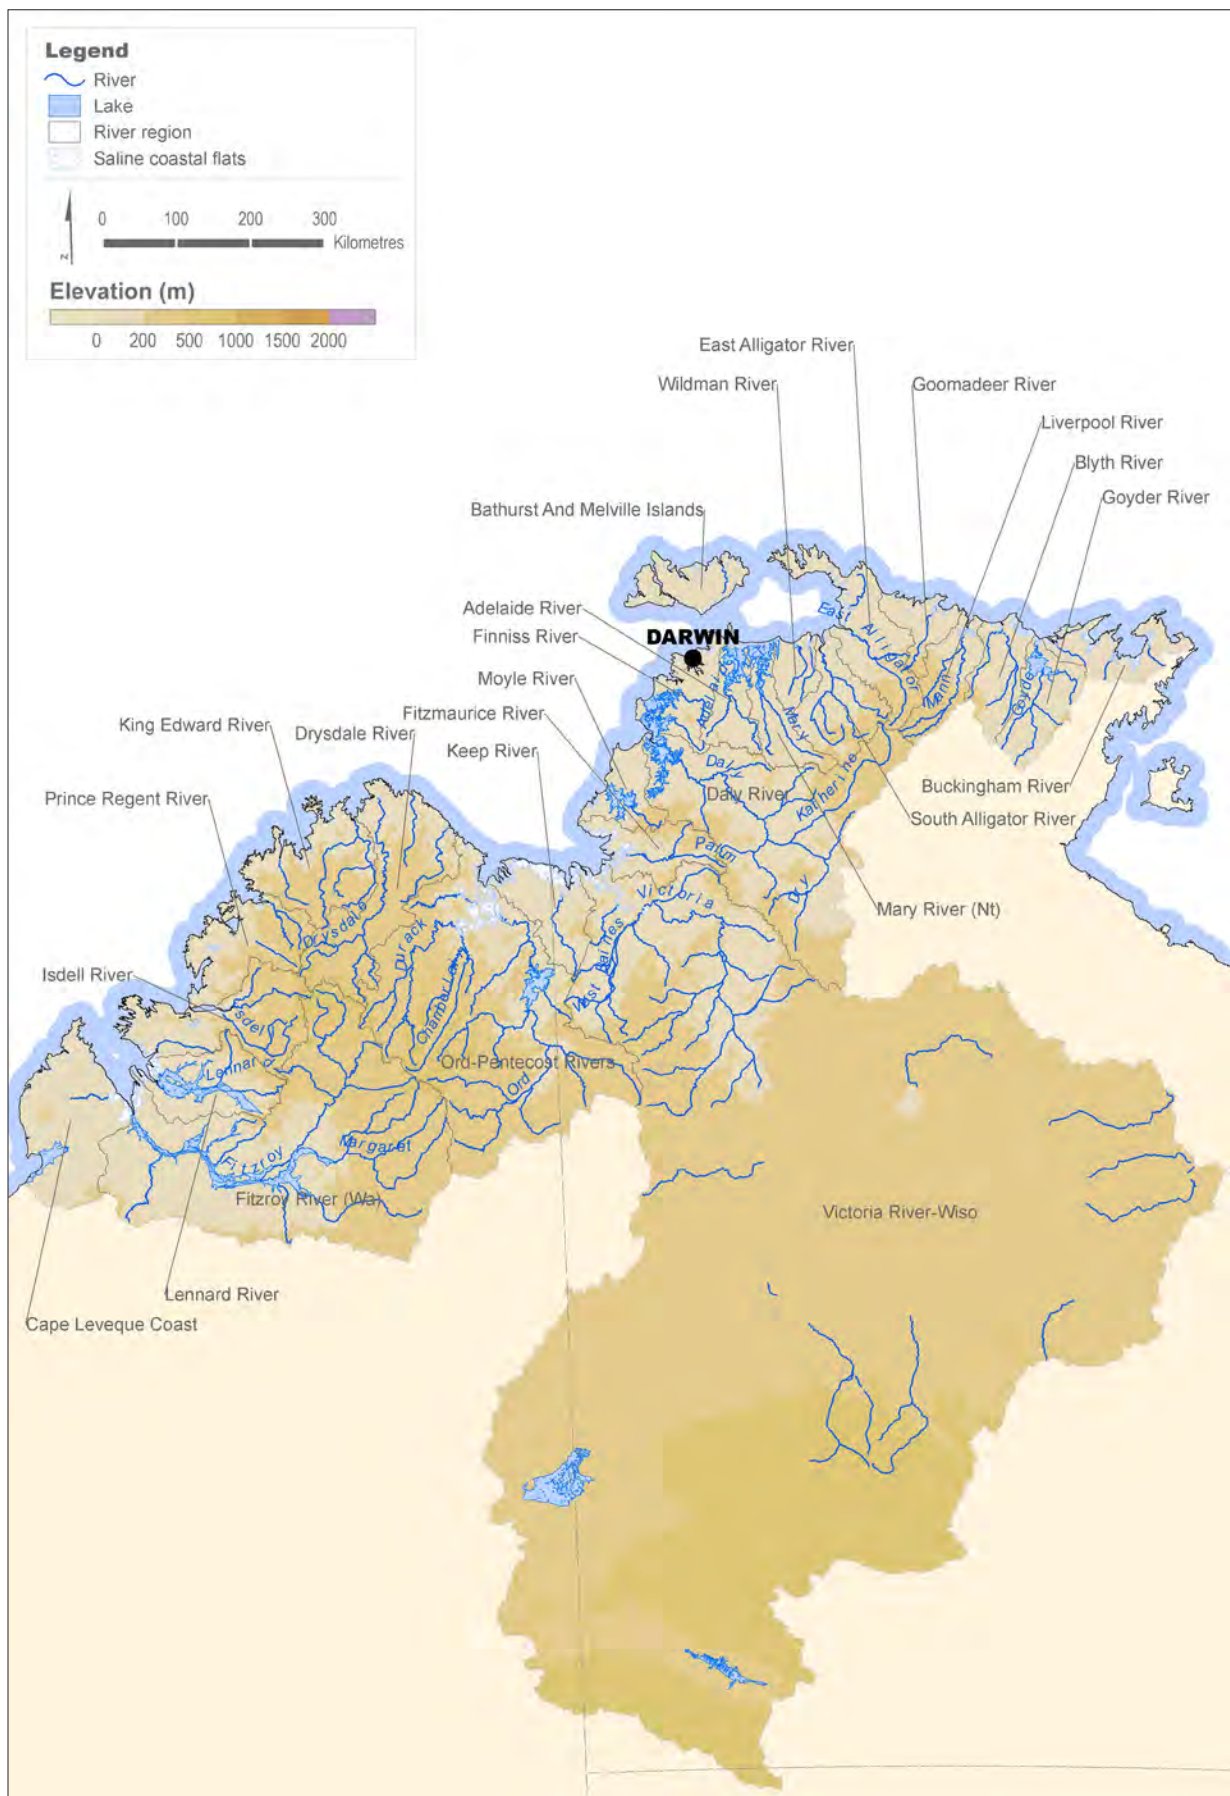 Legend
River
Lake
River region
Saline coastal flats
0 100 200 300
Kilometres
N
Elevation (m)
0 200 500 1000 1500 2000
East Alligator River
Wildman River
Goomadeer River
Liverpool River
Blyth River
Goyder River
Bathurst And Melville Islands
Adelaide River
Finniss River
DARWIN
Moyle River
Fitzmaurice River
Keep River
King Edward River
Drysdale River
Prince Regent River
Isdell River
East Alligator
Adelaide
Mary
Mann
Goyde
Daly
Daly River
Katherine
Buckingham River
South Alligator River
Palm
Dry
Mary River (Nt)
Victoria
West Baines
Drysdale
Durack
Chamberlain
Isdel
Lennard
Ord-Pentecost Rivers
Ord
Margaret
Fitzroy
Fitzroy River (Wa)
Victoria River-Wiso
Lennard River
Cape Leveque Coast